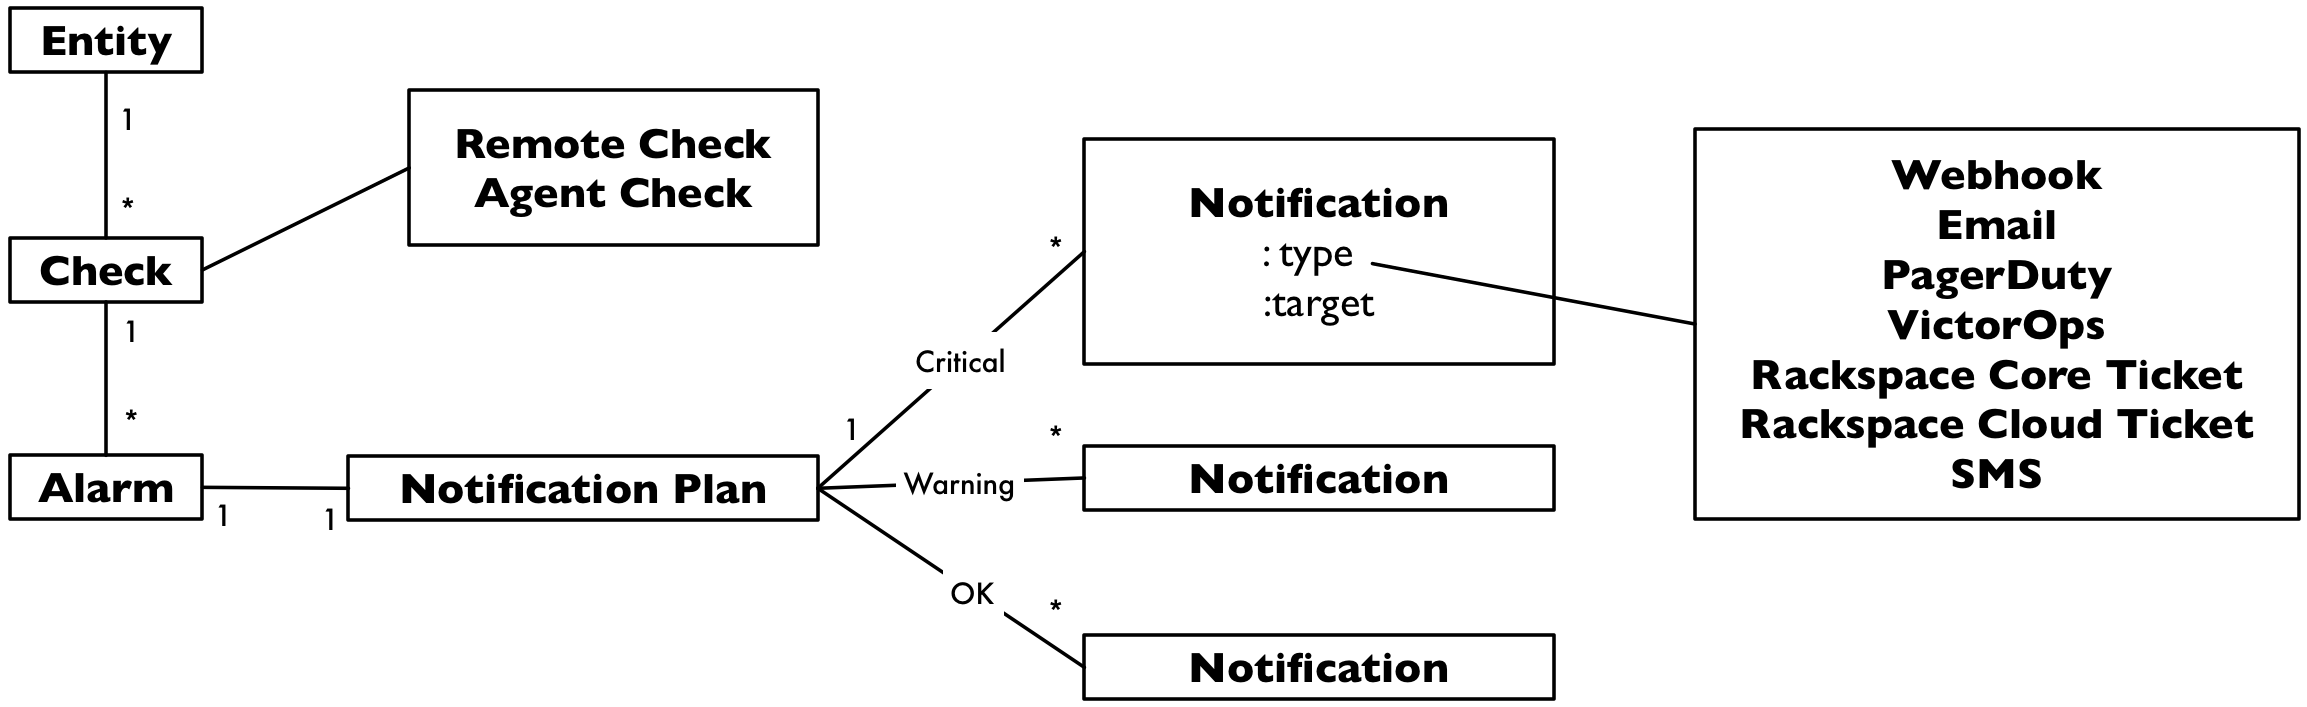 Entity
1
*
Check
Remote Check
Agent Check
1
*
Alarm
1
1
Notification Plan
1
Critical
*
Warning
*
OK
*
Notification
: type
:target
Notification
Notification
Webhook
Email
PagerDuty
VictorOps
Rackspace Core Ticket
Rackspace Cloud Ticket
SMS